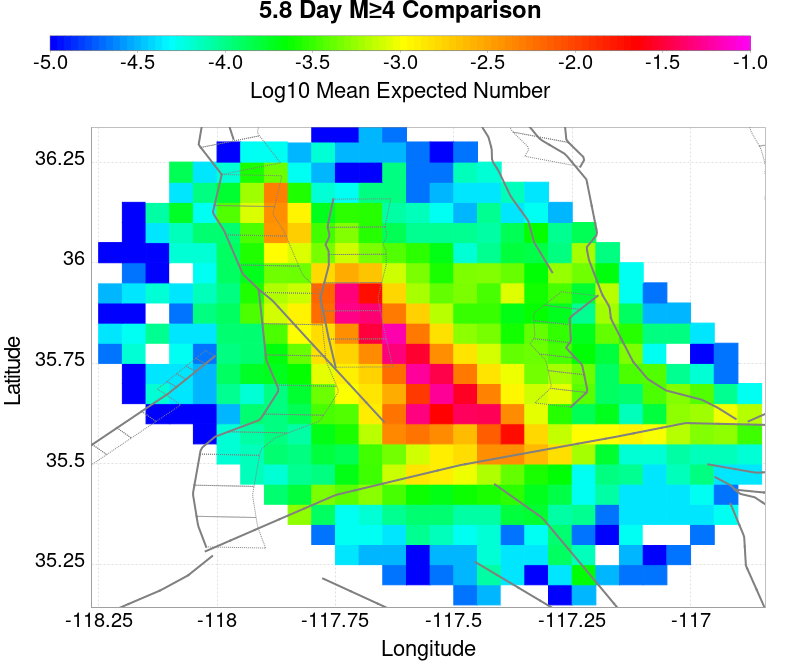 5.8 Day M≥4 Comparison
-5.0 -4.5 -4.0 -3.5 -3.0 -2.5 -2.0 -1.5 -1.0
Log10 Mean Expected Number
36.25
36
35.75
35.5
35.25
Latitude
-118.25 -118 -117.75 -117.5 -117.25 -117
Longitude